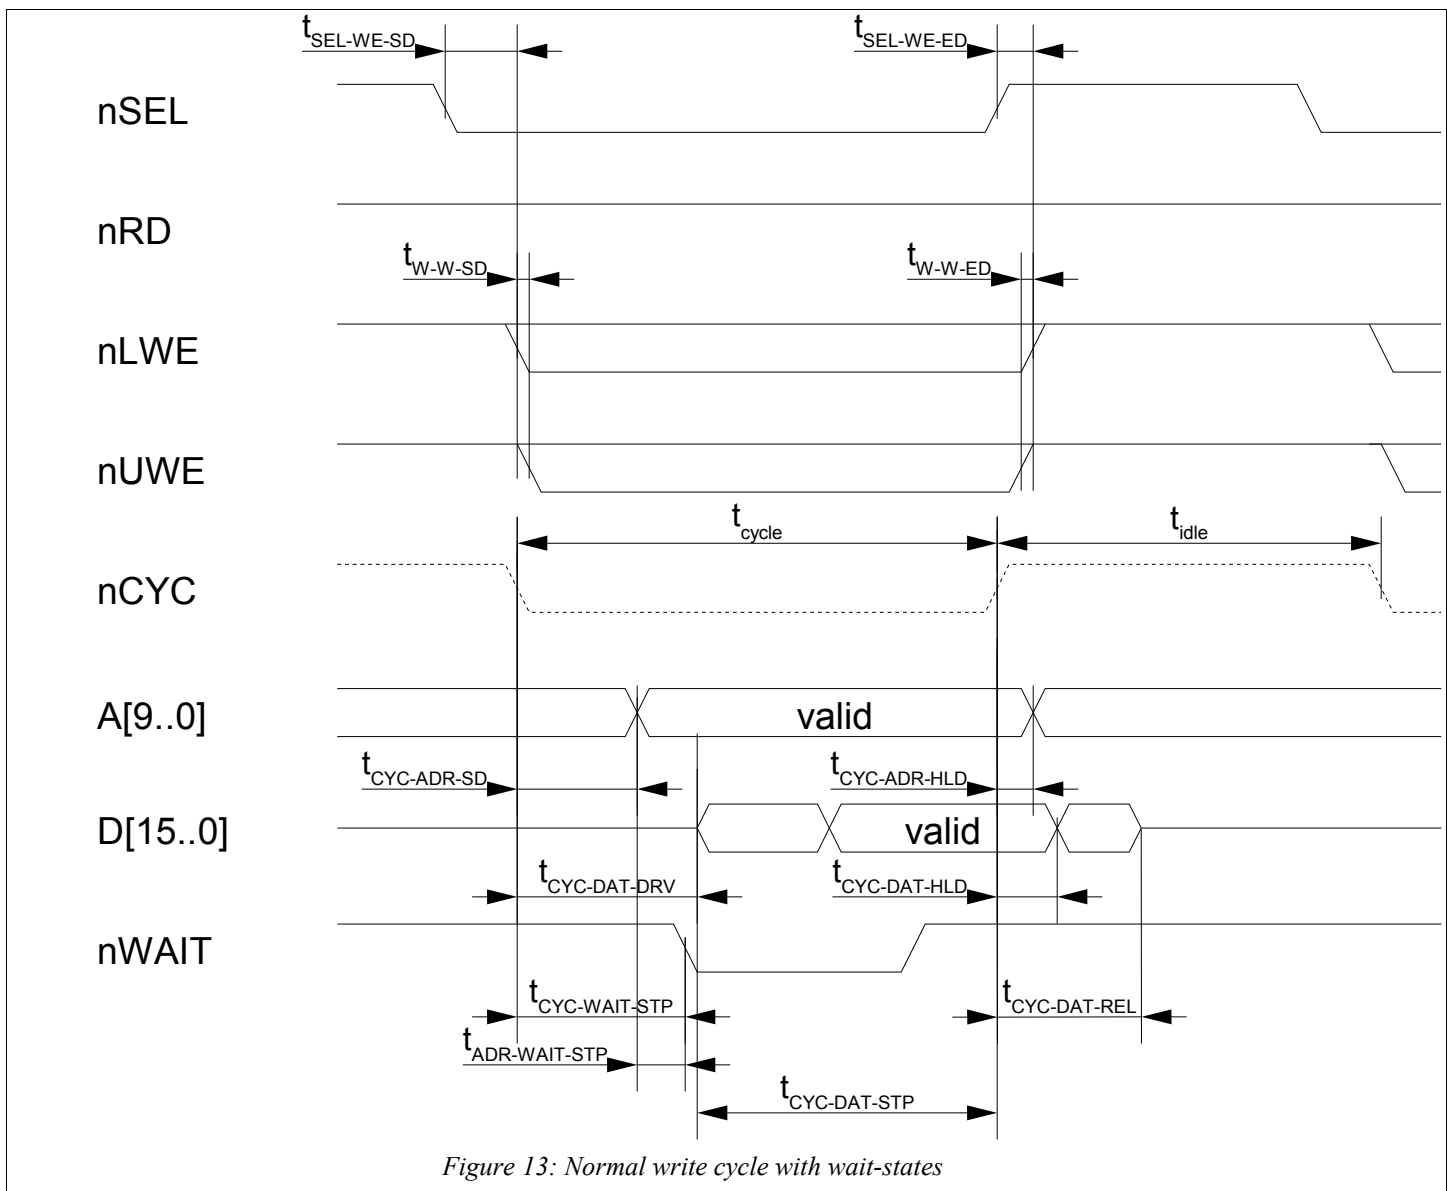 tSEL-WE-SD tSEL-WE-ED
nSEL
nRD
tW-W-SD tW-W-ED
nLWE
nUWE
tcycle tidle
nCYC
A[9..0] valid
tCYC-ADR-SD tCYC-ADR-HLD
D[15..0] valid
tCYC-DAT-DRV tCYC-DAT-HLD
nWAIT
tCYC-WAIT-STP tCYC-DAT-REL
tADR-WAIT-STP
tCYC-DAT-STP
Figure 13: Normal write cycle with wait-states